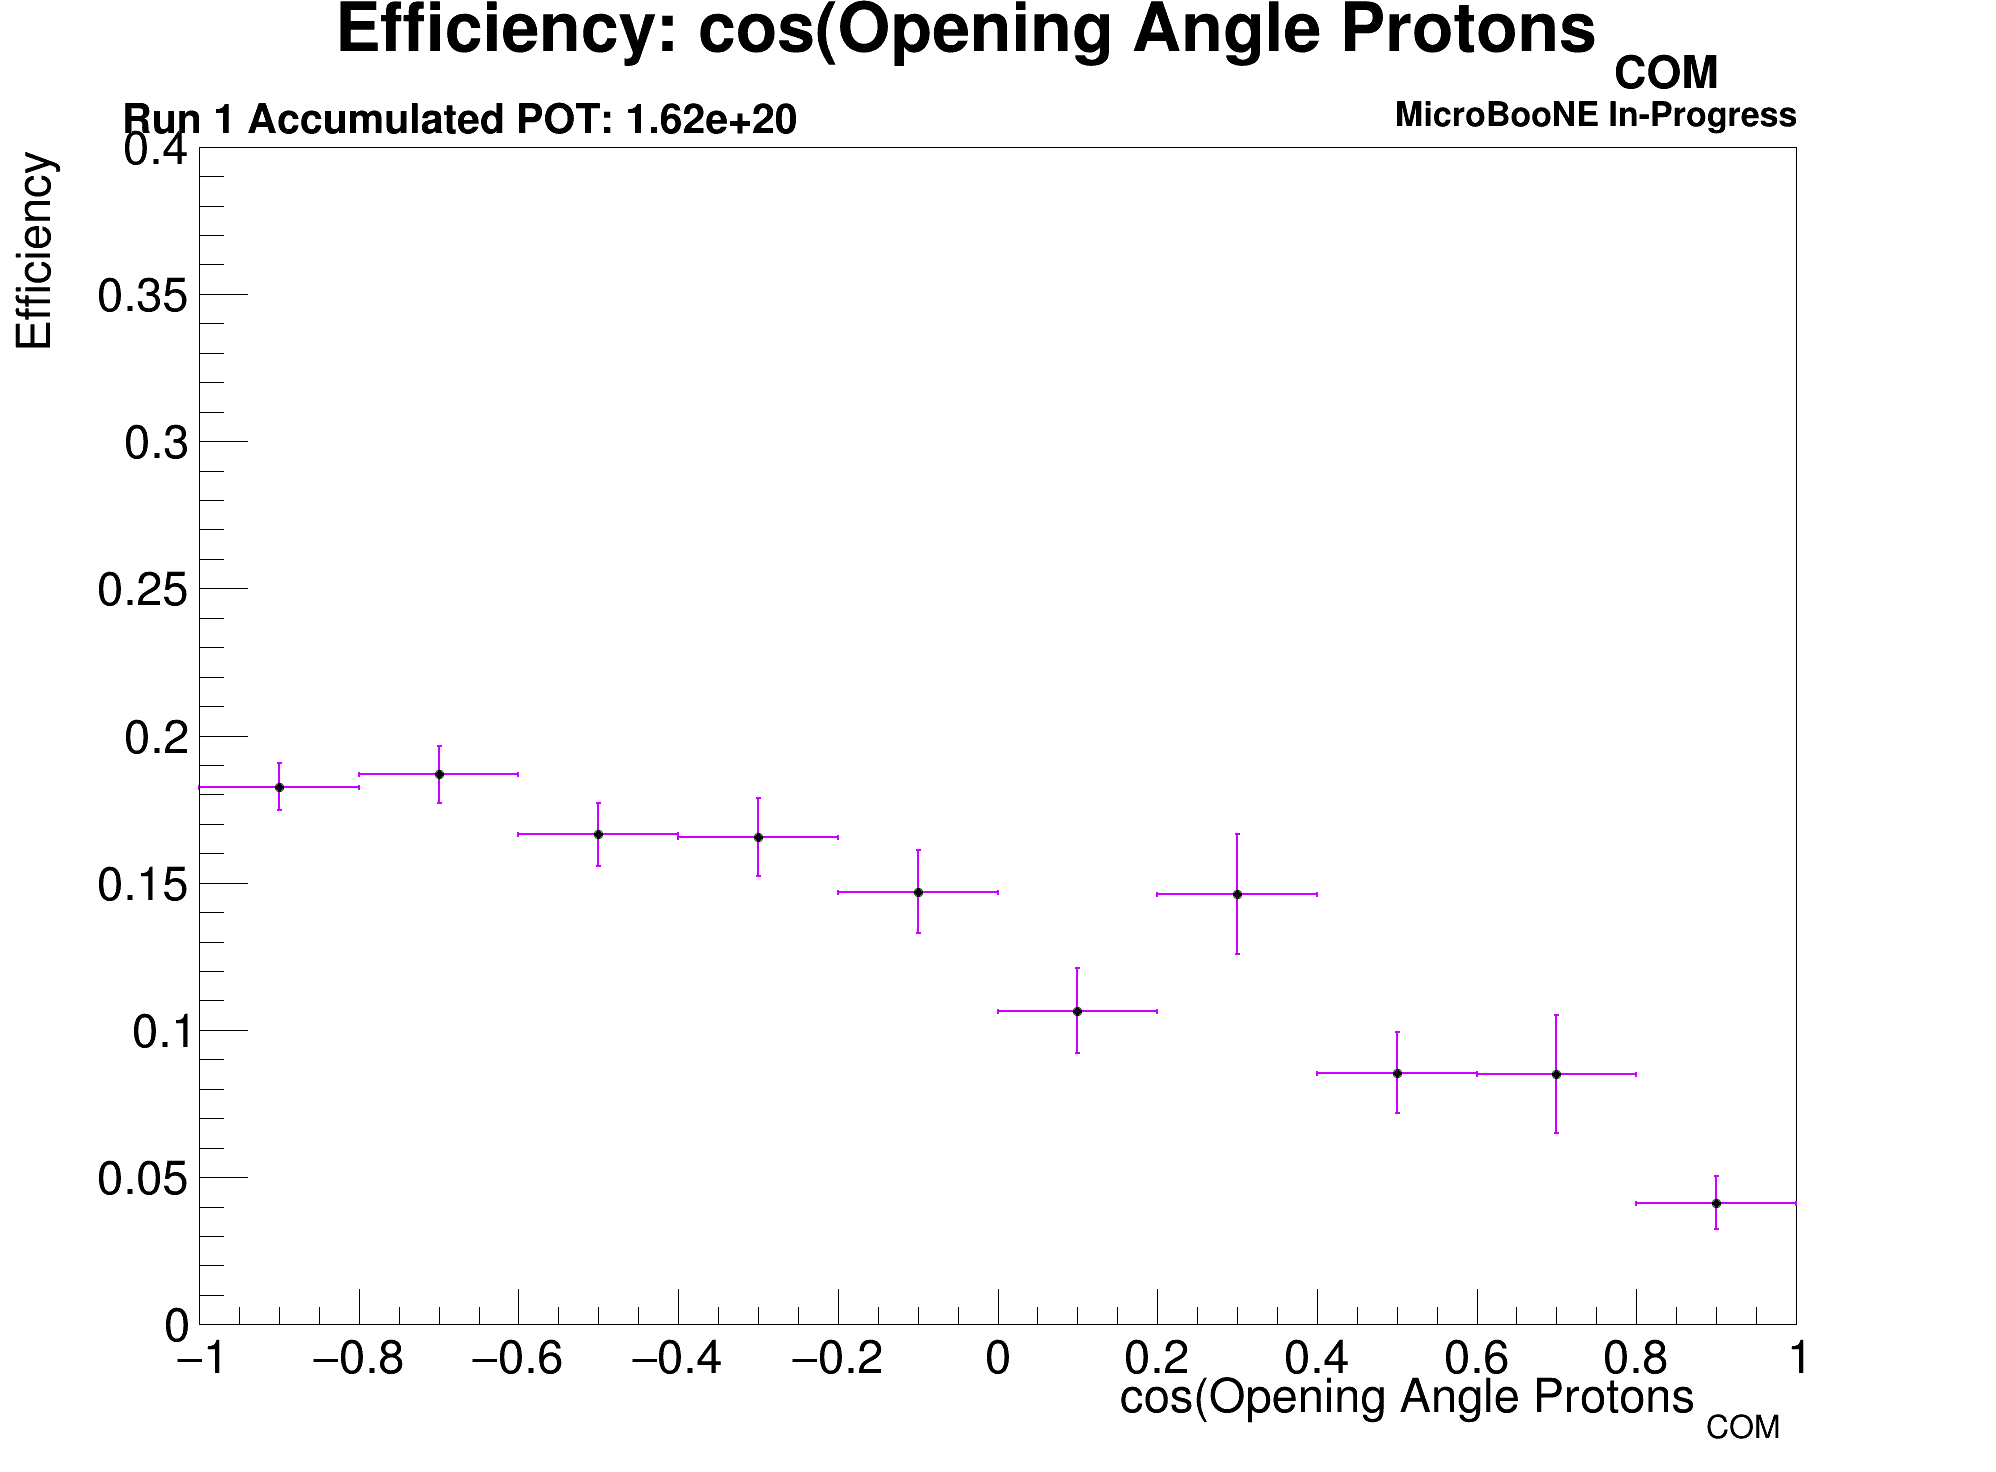 Efficiency: cos(Opening Angle Protons COM
Run 1 Accumulated POT: 1.62e+20
MicroBooNE In-Progress
Efficiency
0.4
0.35
0.3
0.25
0.2
0.15
0.1
0.05
0
−1 −0.8 −0.6 −0.4 −0.2 0 0.2 0.4 0.6 0.8 1
cos(Opening Angle Protons COM